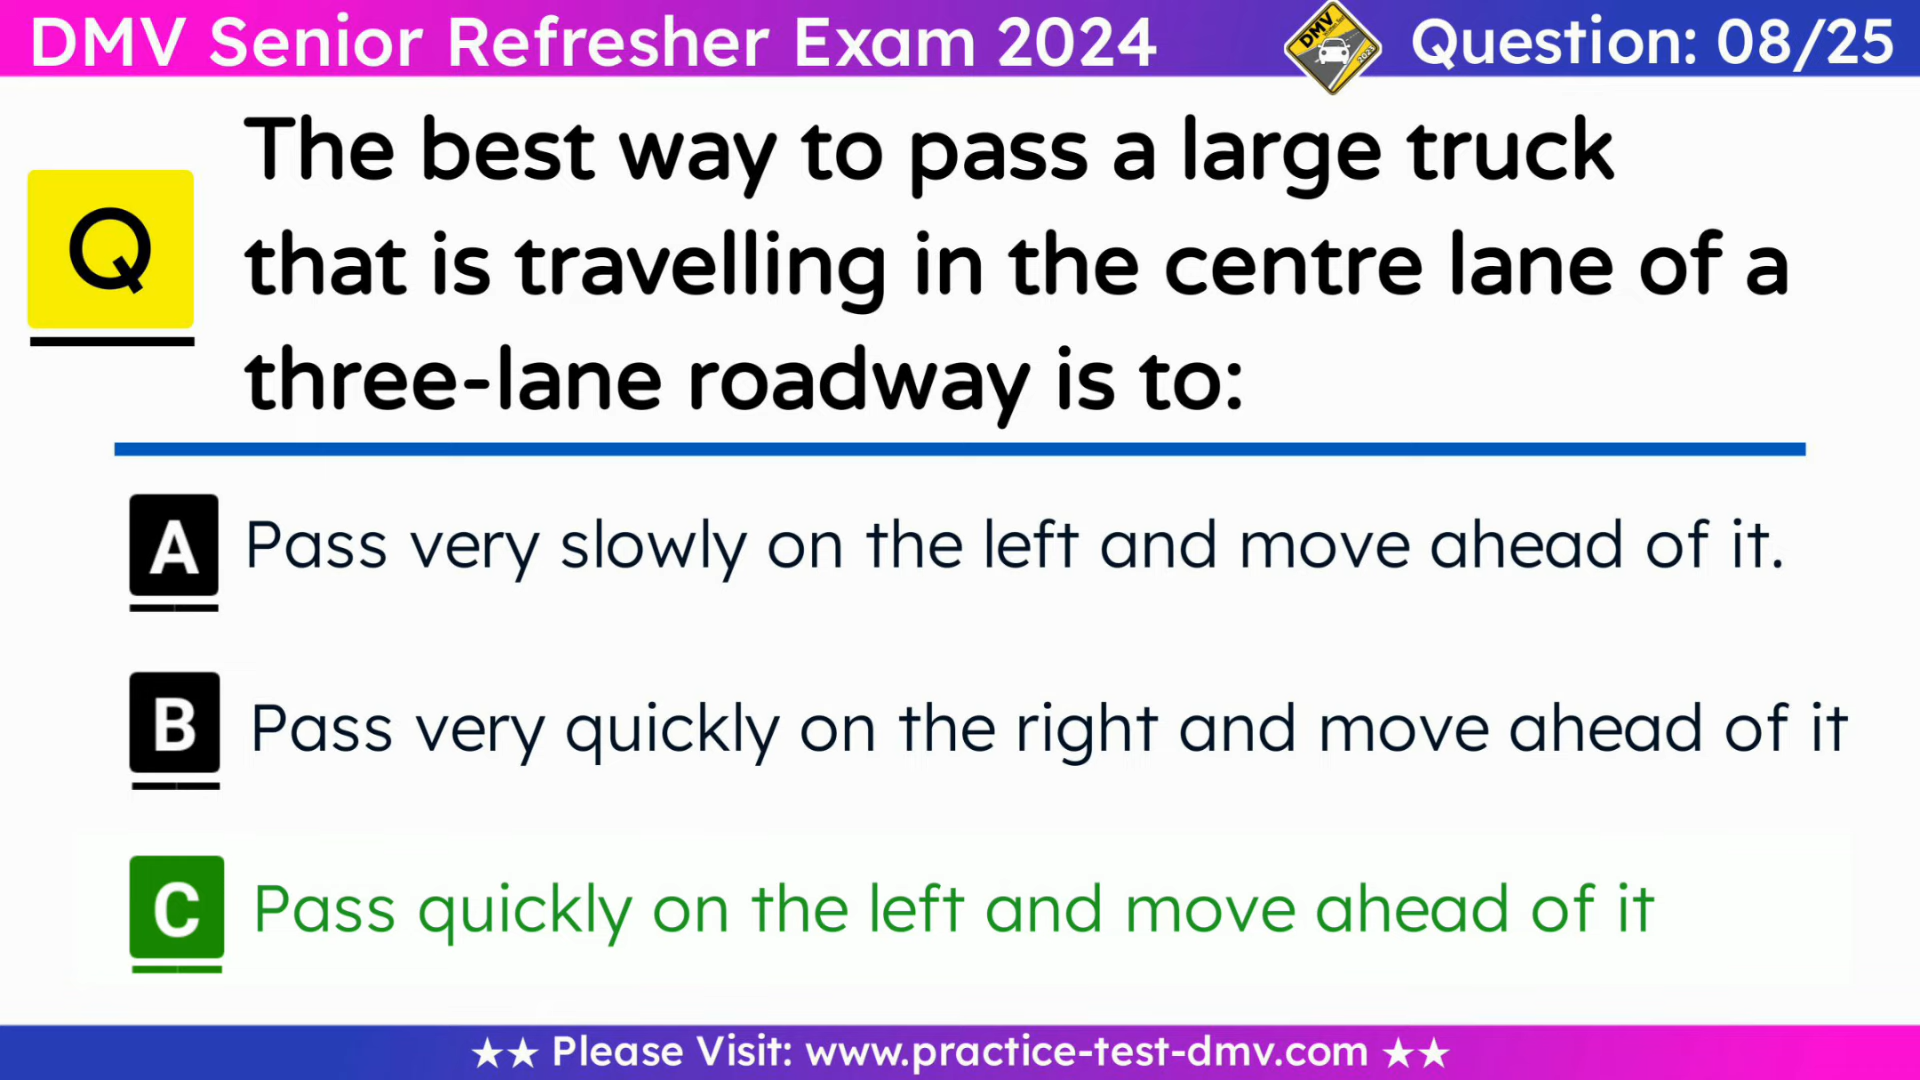 DMV Senior Refresher Exam 2024
DMV
2023
Question: 08/25
Q
The best way to pass a large truck
that is travelling in the centre lane of a
three-lane roadway is to:
A Pass very slowly on the left and move ahead of it.
B Pass very quickly on the right and move ahead of it
C Pass quickly on the left and move ahead of it
★★ Please Visit: www.practice-test-dmv.com ★★